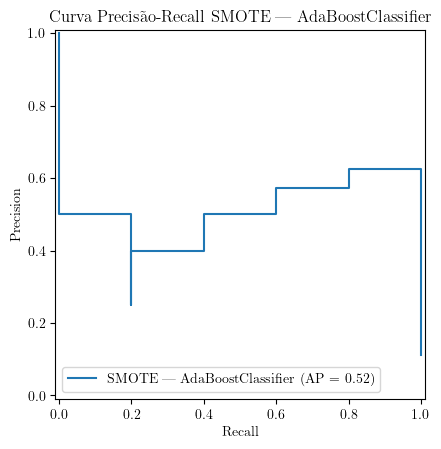 Curva Precisão-Recall SMOTE — AdaBoostClassifier
1.0
0.8
0.6
0.4
0.2
0.0
Precision
SMOTE — AdaBoostClassifier (AP = 0.52)
0.0 0.2 0.4 0.6 0.8 1.0
Recall